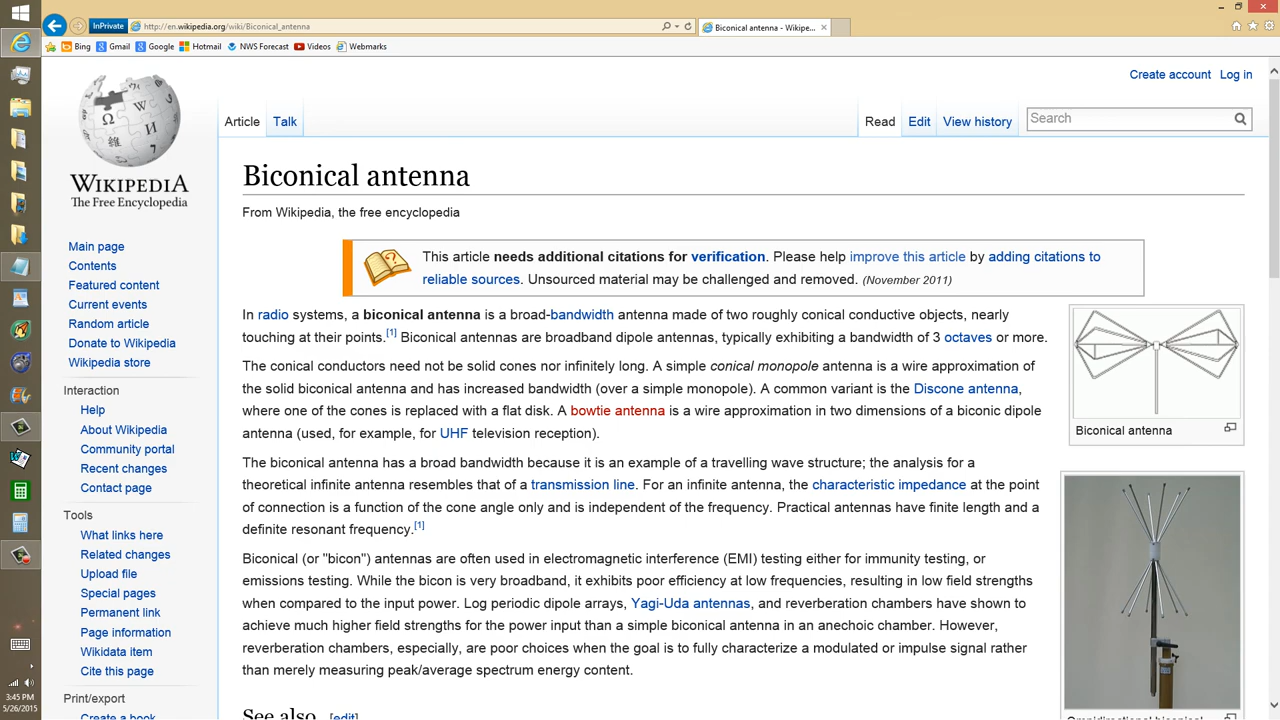 InPrivate
http://en.wikipedia.org/wiki/Biconical_antenna
Biconical antenna - Wikipe...
Bing Gmail Google Hotmail NWS Forecast Videos Webmarks
Create account Log in
Article Talk Read Edit View history Search
WIKIPEDIA
The Free Encyclopedia
Main page
Contents
Featured content
Current events
Random article
Donate to Wikipedia
Wikipedia store
Interaction
Help
About Wikipedia
Community portal
Recent changes
Contact page
Tools
What links here
Related changes
Upload file
Special pages
Permanent link
Page information
Wikidata item
Cite this page
Print/export
Create a book
Biconical antenna
From Wikipedia, the free encyclopedia
This article needs additional citations for verification. Please help improve this article by adding citations to
reliable sources. Unsourced material may be challenged and removed. (November 2011)
In radio systems, a biconical antenna is a broad-bandwidth antenna made of two roughly conical conductive objects, nearly
touching at their points.[1] Biconical antennas are broadband dipole antennas, typically exhibiting a bandwidth of 3 octaves or more.
The conical conductors need not be solid cones nor infinitely long. A simple conical monopole antenna is a wire approximation of
the solid biconical antenna and has increased bandwidth (over a simple monopole). A common variant is the Discone antenna,
where one of the cones is replaced with a flat disk. A bowtie antenna is a wire approximation in two dimensions of a biconic dipole
antenna (used, for example, for UHF television reception).
The biconical antenna has a broad bandwidth because it is an example of a travelling wave structure; the analysis for a
theoretical infinite antenna resembles that of a transmission line. For an infinite antenna, the characteristic impedance at the point
of connection is a function of the cone angle only and is independent of the frequency. Practical antennas have finite length and a
definite resonant frequency.[1]
Biconical (or "bicon") antennas are often used in electromagnetic interference (EMI) testing either for immunity testing, or
emissions testing. While the bicon is very broadband, it exhibits poor efficiency at low frequencies, resulting in low field strengths
when compared to the input power. Log periodic dipole arrays, Yagi-Uda antennas, and reverberation chambers have shown to
achieve much higher field strengths for the power input than a simple biconical antenna in an anechoic chamber. However,
reverberation chambers, especially, are poor choices when the goal is to fully characterize a modulated or impulse signal rather
than merely measuring peak/average spectrum energy content.
See also [edit]
Biconical antenna
Omnidirectional biconical
3:45 PM
5/26/2015